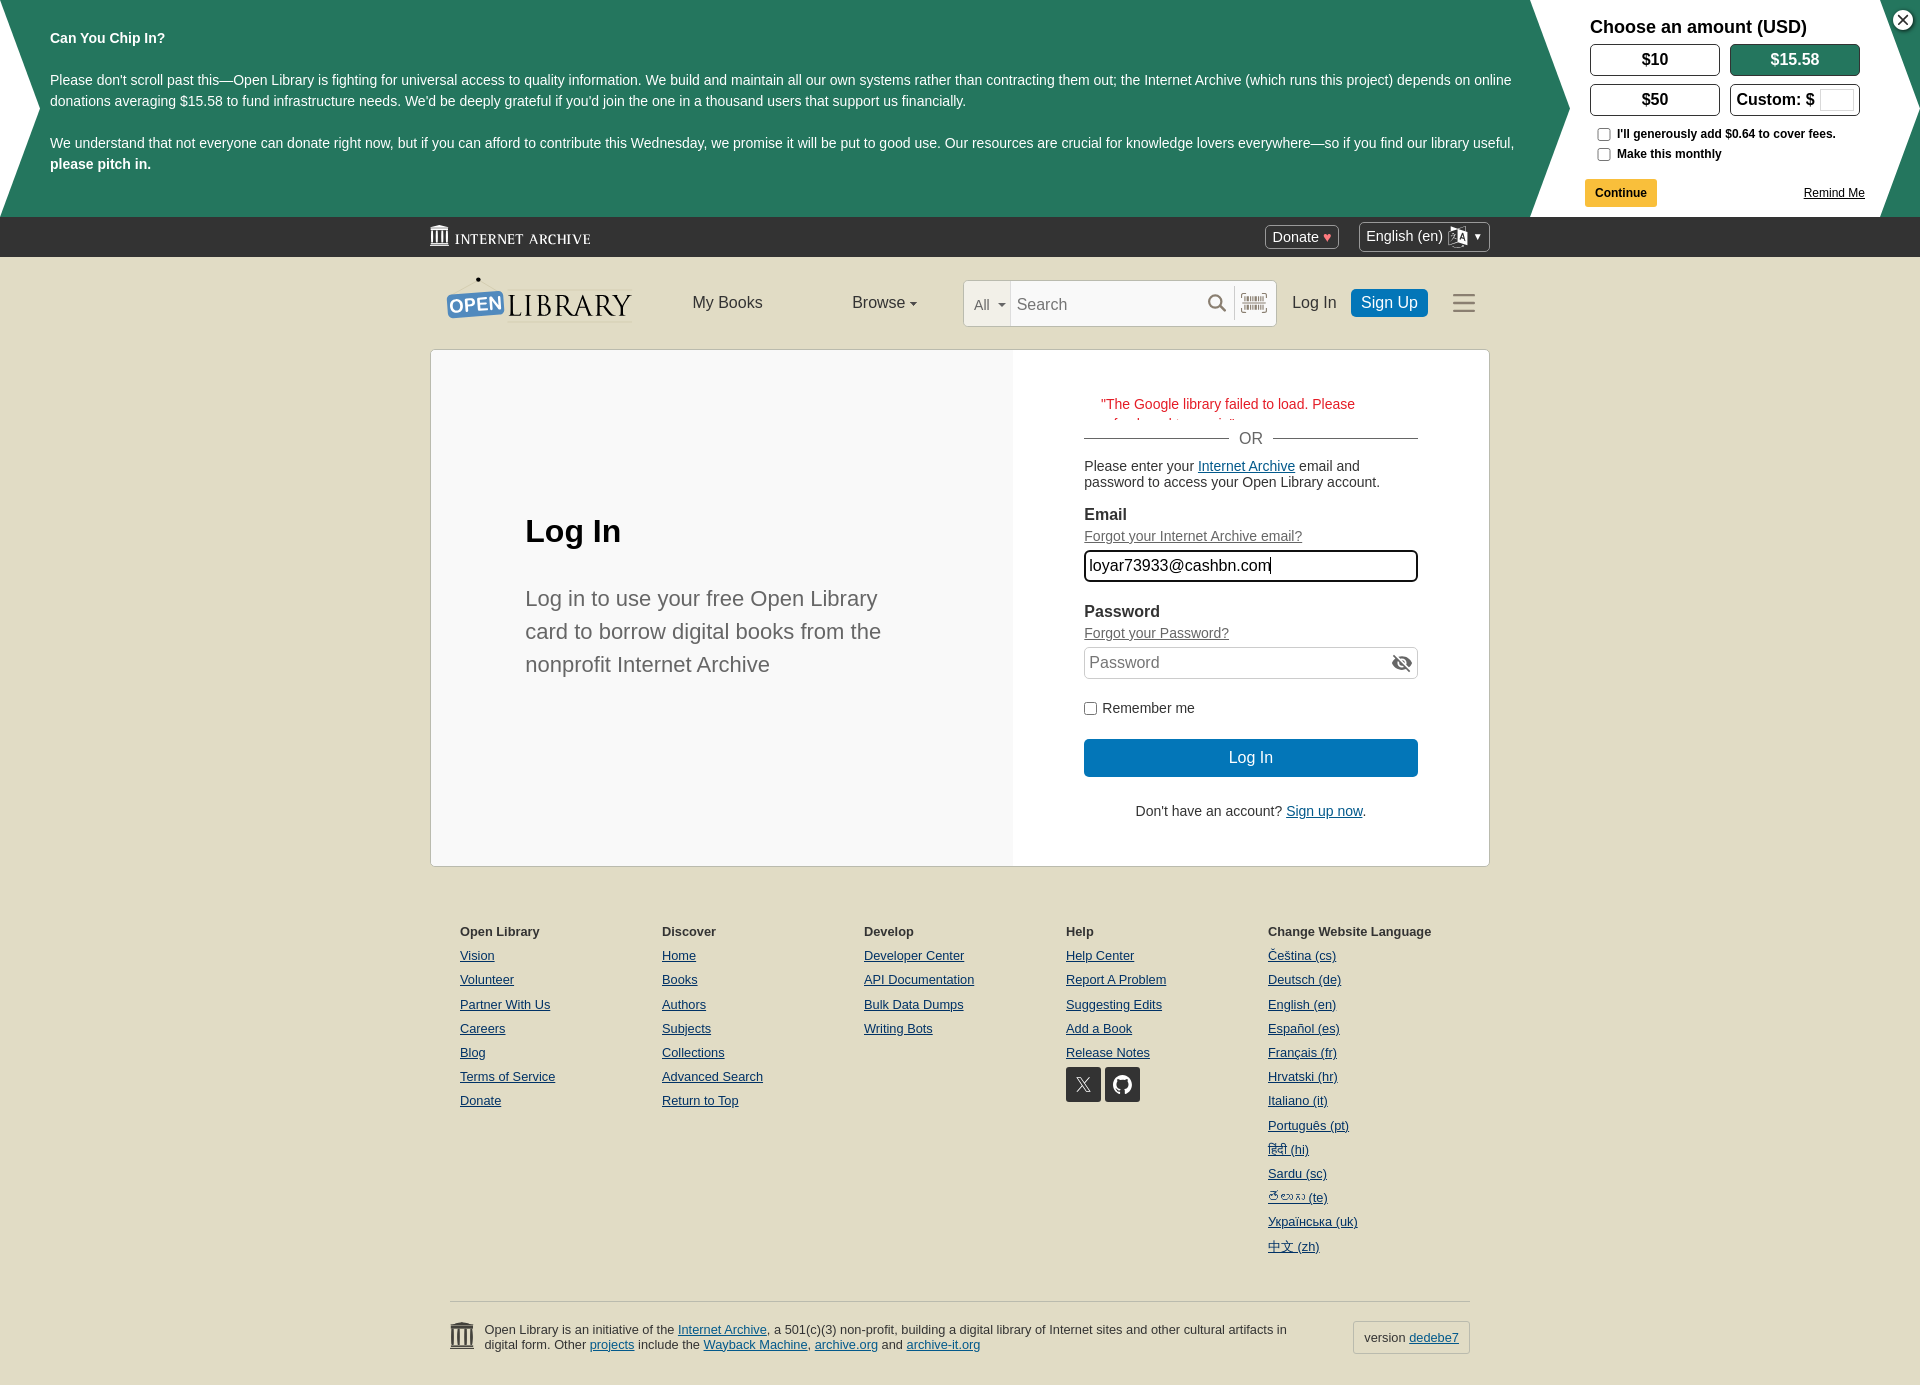 Can You Chip In?
Please don't scroll past this—Open Library is fighting for universal access to quality information. We build and maintain all our own systems rather than contracting them out; the Internet Archive (which runs this project) depends on online
donations averaging $15.58 to fund infrastructure needs. We'd be deeply grateful if you'd join the one in a thousand users that support us financially.
We understand that not everyone can donate right now, but if you can afford to contribute this Wednesday, we promise it will be put to good use. Our resources are crucial for knowledge lovers everywhere—so if you find our library useful,
please pitch in.
Choose an amount (USD)
$10
$15.58
$50
Custom: $
I'll generously add $0.64 to cover fees.
Make this monthly
Continue
Remind Me
INTERNET ARCHIVE
Donate ♥
English (en)
OPEN LIBRARY
My Books
Browse
All
Search
Log In
Sign Up
Log In
Log in to use your free Open Library
card to borrow digital books from the
nonprofit Internet Archive
"The Google library failed to load. Please
OR
Please enter your Internet Archive email and
password to access your Open Library account.
Email
Forgot your Internet Archive email?
loyar73933@cashbn.com
Password
Forgot your Password?
Password
Remember me
Log In
Don't have an account? Sign up now.
Open Library
Vision
Volunteer
Partner With Us
Careers
Blog
Terms of Service
Donate
Discover
Home
Books
Authors
Subjects
Collections
Advanced Search
Return to Top
Develop
Developer Center
API Documentation
Bulk Data Dumps
Writing Bots
Help
Help Center
Report A Problem
Suggesting Edits
Add a Book
Release Notes
Change Website Language
Čeština (cs)
Deutsch (de)
English (en)
Español (es)
Français (fr)
Hrvatski (hr)
Italiano (it)
Português (pt)
हिंदी (hi)
Sardu (sc)
తెలుగు (te)
Українська (uk)
中文 (zh)
Open Library is an initiative of the Internet Archive, a 501(c)(3) non-profit, building a digital library of Internet sites and other cultural artifacts in
digital form. Other projects include the Wayback Machine, archive.org and archive-it.org
version dedebe7